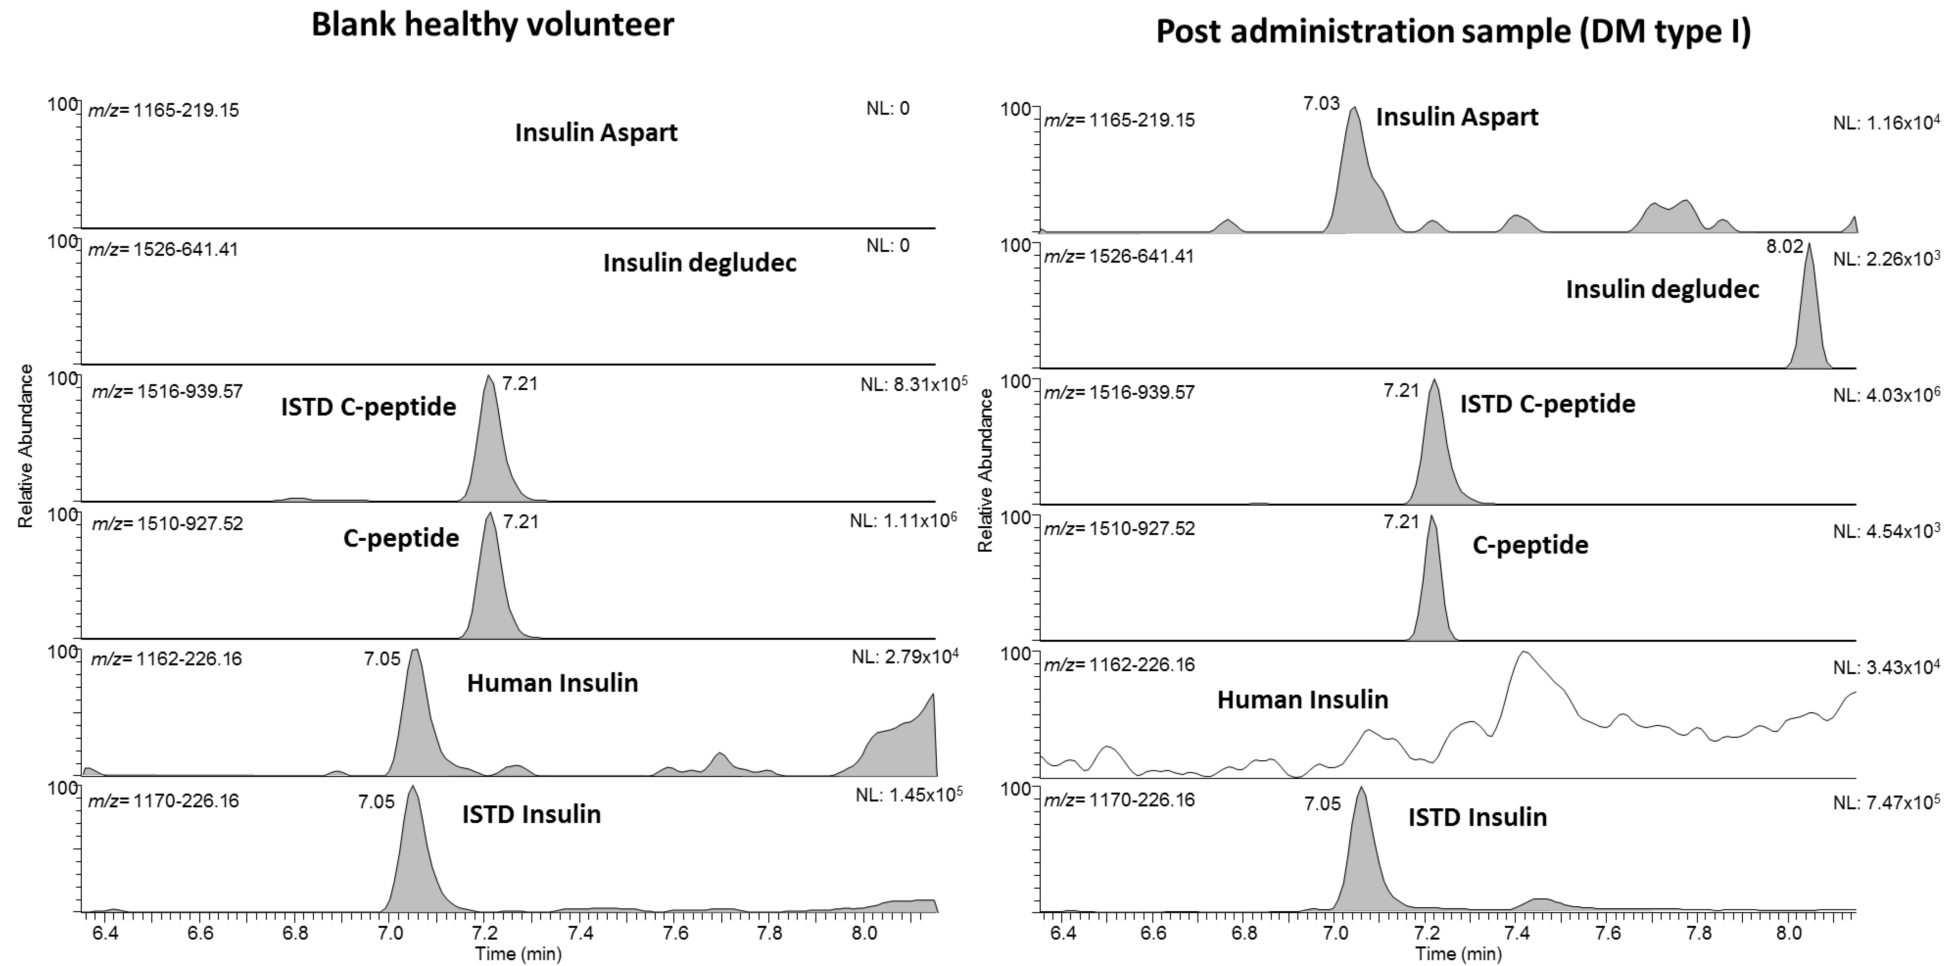 Blank healthy volunteer
100
m/z= 1165-219.15
Insulin Aspart
NL: 0
100
m/z= 1526-641.41
Insulin degludec
NL: 0
100
m/z= 1516-939.57
ISTD C-peptide
7.21
NL: 8.31x10⁵
100
m/z= 1510-927.52
C-peptide
7.21
NL: 1.11x10⁶
100
m/z= 1162-226.16
7.05
Human Insulin
NL: 2.79x10⁴
100
m/z= 1170-226.16
7.05
ISTD Insulin
NL: 1.45x10⁵
Relative Abundance
6.4 6.6 6.8 7.0 7.2 7.4 7.6 7.8 8.0
Time (min)
Post administration sample (DM type I)
100
m/z= 1165-219.15
7.03
Insulin Aspart
NL: 1.16x10⁴
100
m/z= 1526-641.41
Insulin degludec
8.02
NL: 2.26x10³
100
m/z= 1516-939.57
7.21
ISTD C-peptide
NL: 4.03x10⁶
100
m/z= 1510-927.52
7.21
C-peptide
NL: 4.54x10³
100
m/z= 1162-226.16
Human Insulin
NL: 3.43x10⁴
100
m/z= 1170-226.16
7.05
ISTD Insulin
NL: 7.47x10⁵
Relative Abundance
6.4 6.6 6.8 7.0 7.2 7.4 7.6 7.8 8.0
Time (min)